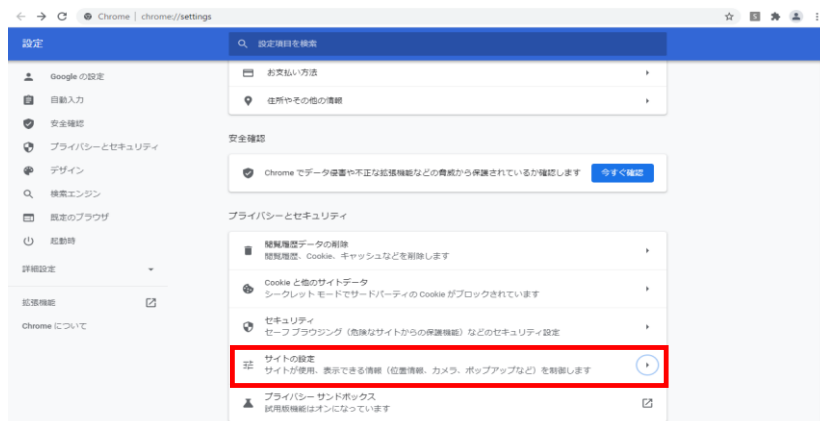 Chrome | chrome://settings
設定
設定項目を検索
Google の設定
自動入力
安全確認
プライバシーとセキュリティ
デザイン
検索エンジン
既定のブラウザ
起動時
詳細設定
拡張機能
Chrome について
お支払い方法
住所やその他の情報
安全確認
Chrome でデータ侵害や不正な拡張機能などの脅威から保護されているか確認します
今すぐ確認
プライバシーとセキュリティ
閲覧履歴データの削除
閲覧履歴、Cookie、キャッシュなどを削除します
Cookie と他のサイトデータ
シークレット モードでサードパーティの Cookie がブロックされています
セキュリティ
セーフ ブラウジング（危険なサイトからの保護機能）などのセキュリティ設定
サイトの設定
サイトが使用、表示できる情報（位置情報、カメラ、ポップアップなど）を制御します
プライバシー サンドボックス
試用版機能はオンになっています